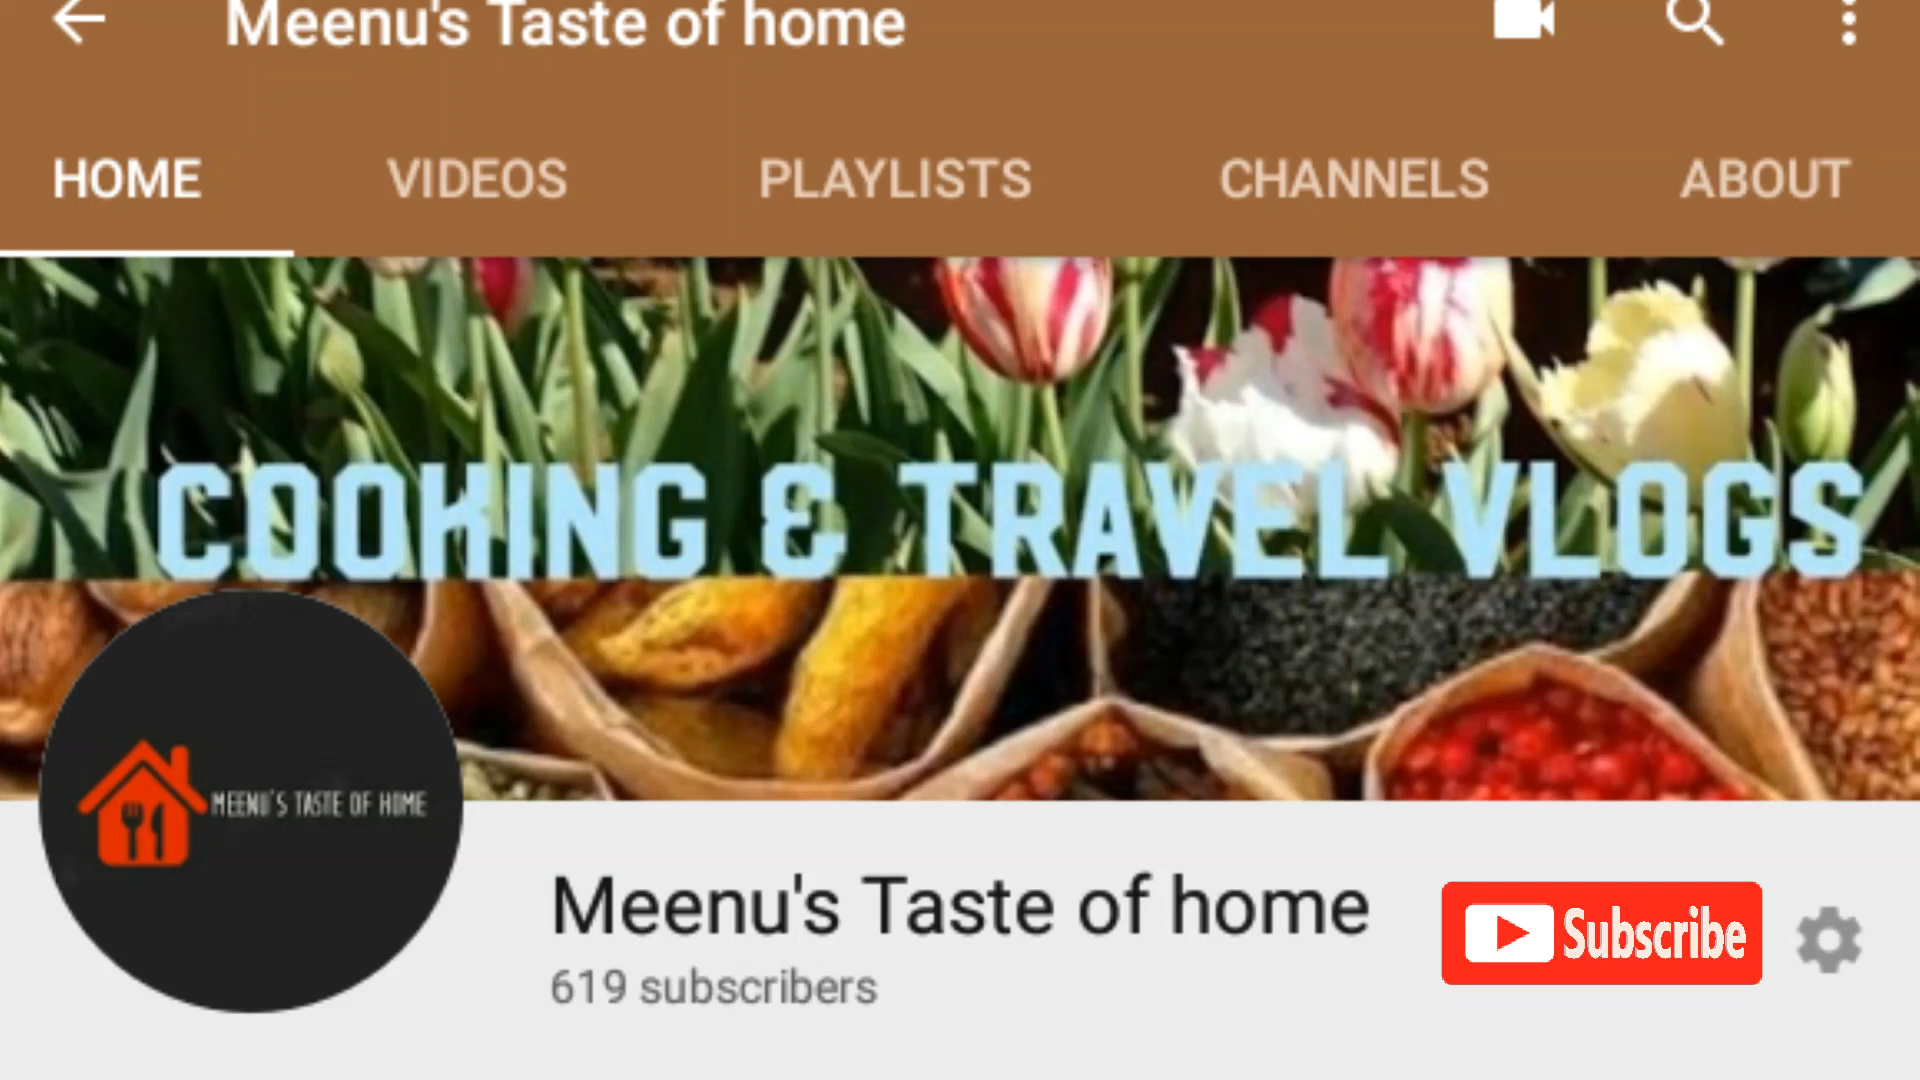 Meenu's Taste of home
HOME VIDEOS PLAYLISTS CHANNELS ABOUT
COOKING & TRAVEL VLOGS
MEENU'S TASTE OF HOME
Meenu's Taste of home
Subscribe
619 subscribers